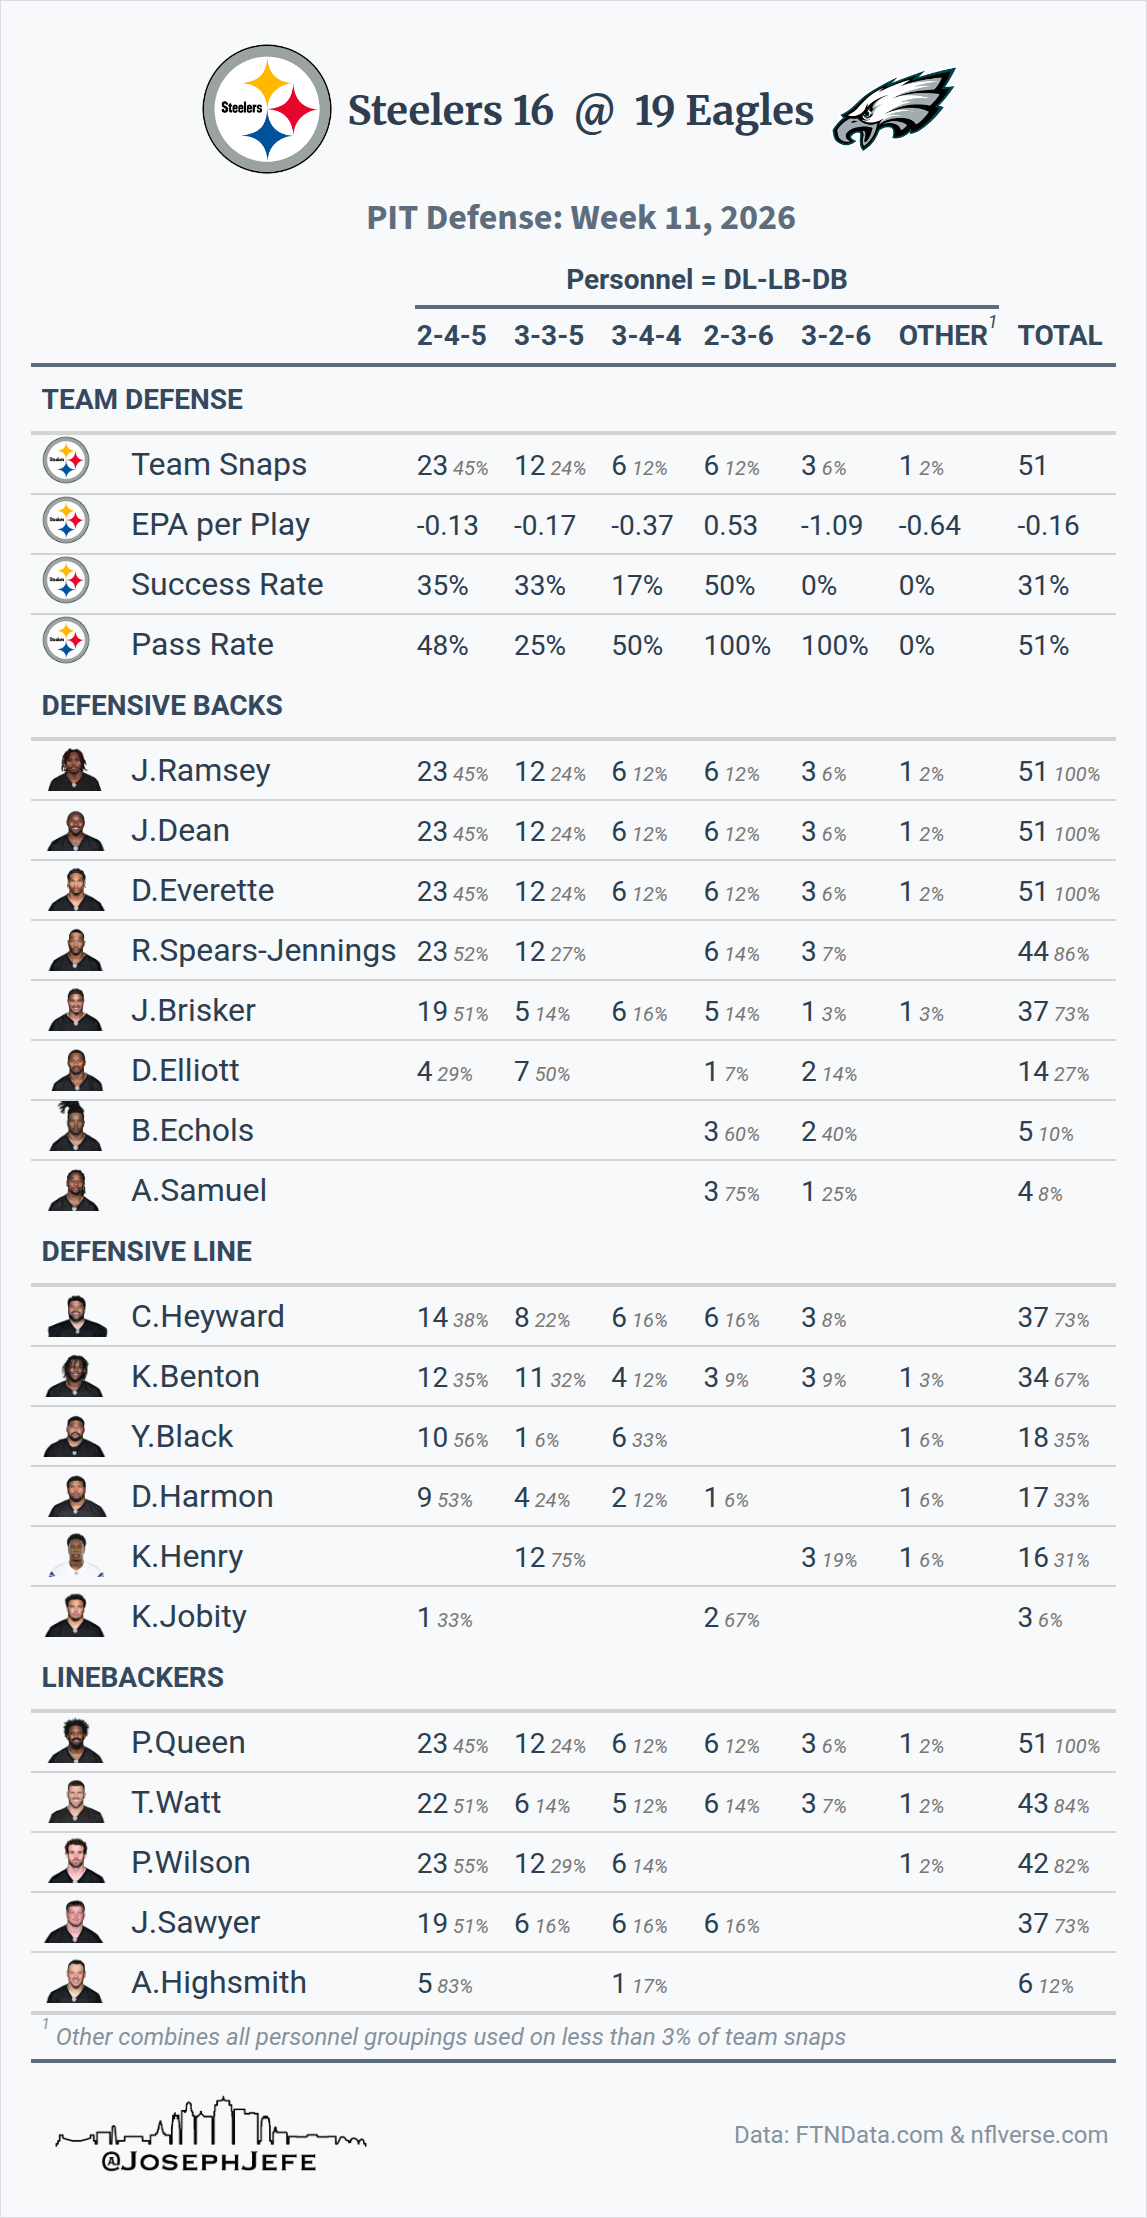 Steelers
Steelers 16 @ 19 Eagles
PIT Defense: Week 11, 2026
Personnel = DL-LB-DB
2-4-5 3-3-5 3-4-4 2-3-6 3-2-6 OTHER1 TOTAL
TEAM DEFENSE
Team Snaps 23 45% 12 24% 6 12% 6 12% 3 6% 1 2% 51
EPA per Play -0.13 -0.17 -0.37 0.53 -1.09 -0.64 -0.16
Success Rate 35% 33% 17% 50% 0% 0% 31%
Pass Rate 48% 25% 50% 100% 100% 0% 51%
DEFENSIVE BACKS
J.Ramsey 23 45% 12 24% 6 12% 6 12% 3 6% 1 2% 51 100%
J.Dean 23 45% 12 24% 6 12% 6 12% 3 6% 1 2% 51 100%
D.Everette 23 45% 12 24% 6 12% 6 12% 3 6% 1 2% 51 100%
R.Spears-Jennings 23 52% 12 27% 6 14% 3 7% 44 86%
J.Brisker 19 51% 5 14% 6 16% 5 14% 1 3% 1 3% 37 73%
D.Elliott 4 29% 7 50% 1 7% 2 14% 14 27%
B.Echols 3 60% 2 40% 5 10%
A.Samuel 3 75% 1 25% 4 8%
DEFENSIVE LINE
C.Heyward 14 38% 8 22% 6 16% 6 16% 3 8% 37 73%
K.Benton 12 35% 11 32% 4 12% 3 9% 3 9% 1 3% 34 67%
Y.Black 10 56% 1 6% 6 33% 1 6% 18 35%
D.Harmon 9 53% 4 24% 2 12% 1 6% 1 6% 17 33%
K.Henry 12 75% 3 19% 1 6% 16 31%
K.Jobity 1 33% 2 67% 3 6%
LINEBACKERS
P.Queen 23 45% 12 24% 6 12% 6 12% 3 6% 1 2% 51 100%
T.Watt 22 51% 6 14% 5 12% 6 14% 3 7% 1 2% 43 84%
P.Wilson 23 55% 12 29% 6 14% 1 2% 42 82%
J.Sawyer 19 51% 6 16% 6 16% 6 16% 37 73%
A.Highsmith 5 83% 1 17% 6 12%
1 Other combines all personnel groupings used on less than 3% of team snaps
@JOSEPHJEFE
Data: FTNData.com & nflverse.com